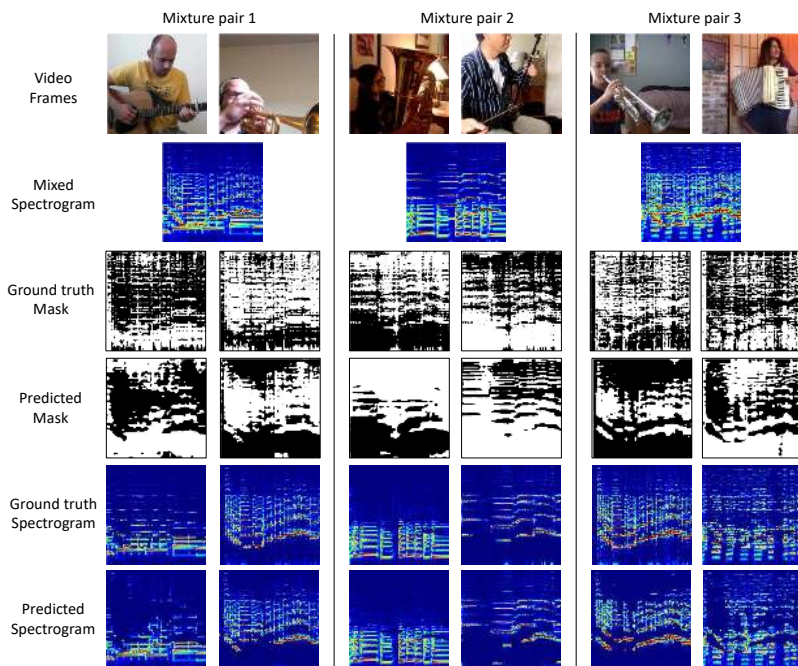 Mixture pair 1
Mixture pair 2
Mixture pair 3
Video
Frames
Mixed
Spectrogram
Ground truth
Mask
Predicted
Mask
Ground truth
Spectrogram
Predicted
Spectrogram